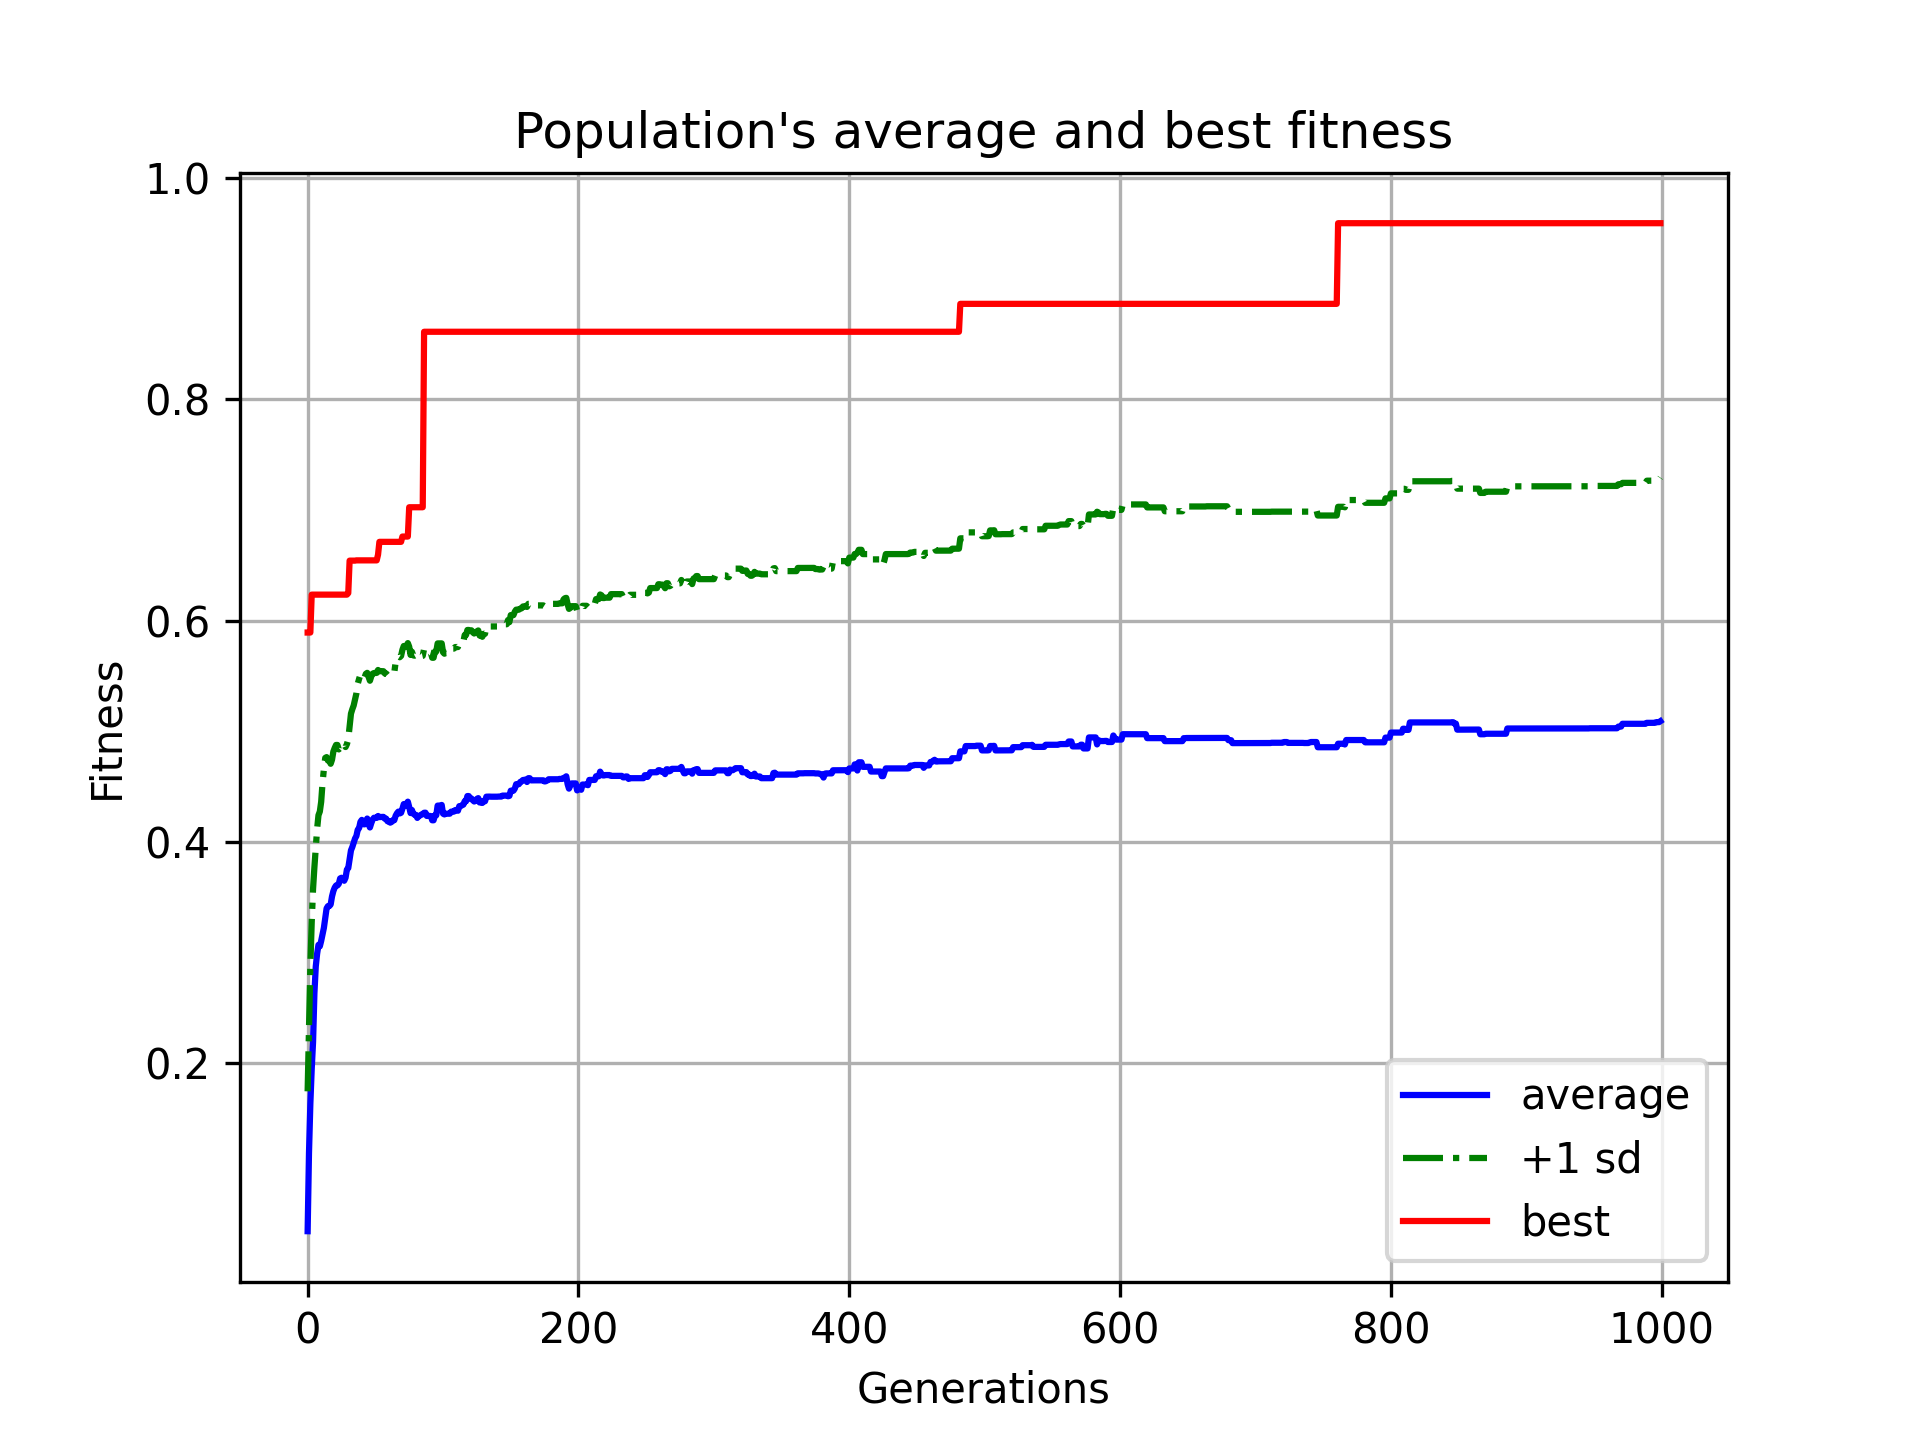 Population's average and best fitness
1.0
0.8
0.6
0.4
0.2
Fitness
0 200 400 600 800 1000
Generations
average
+1 sd
best